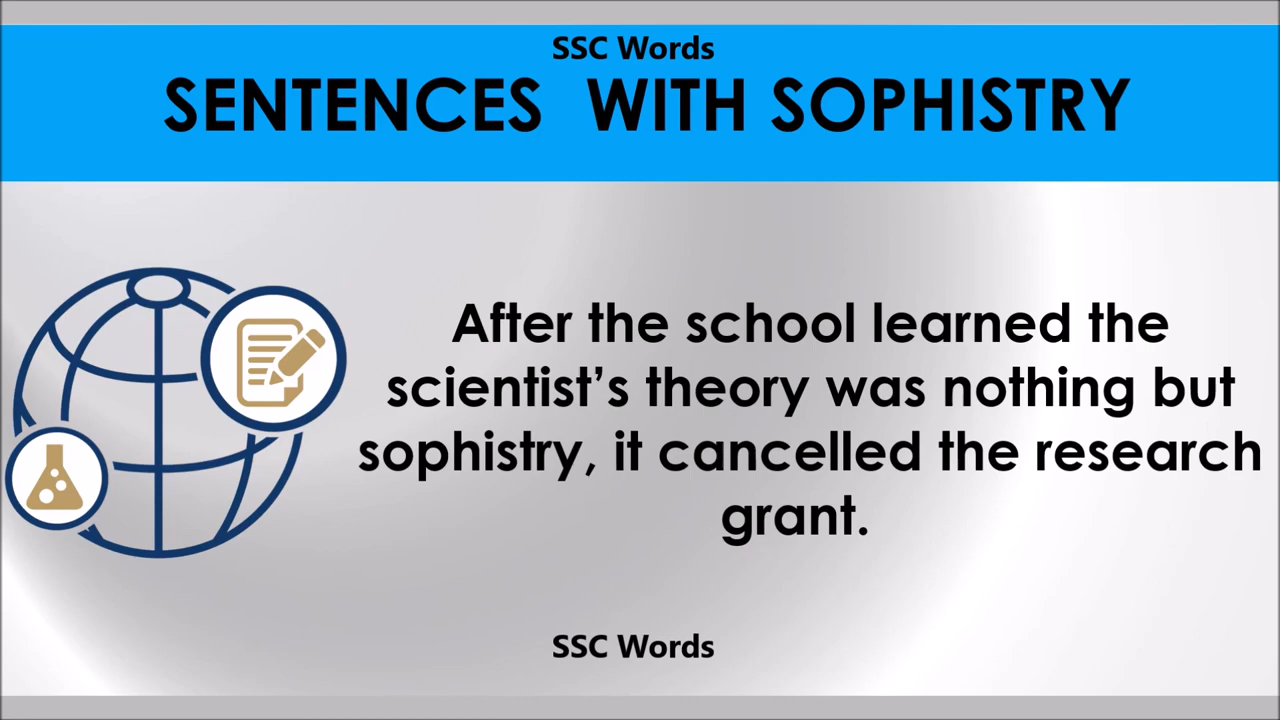 SSC Words
SENTENCES WITH SOPHISTRY
After the school learned the
scientist’s theory was nothing but
sophistry, it cancelled the research
grant.
SSC Words